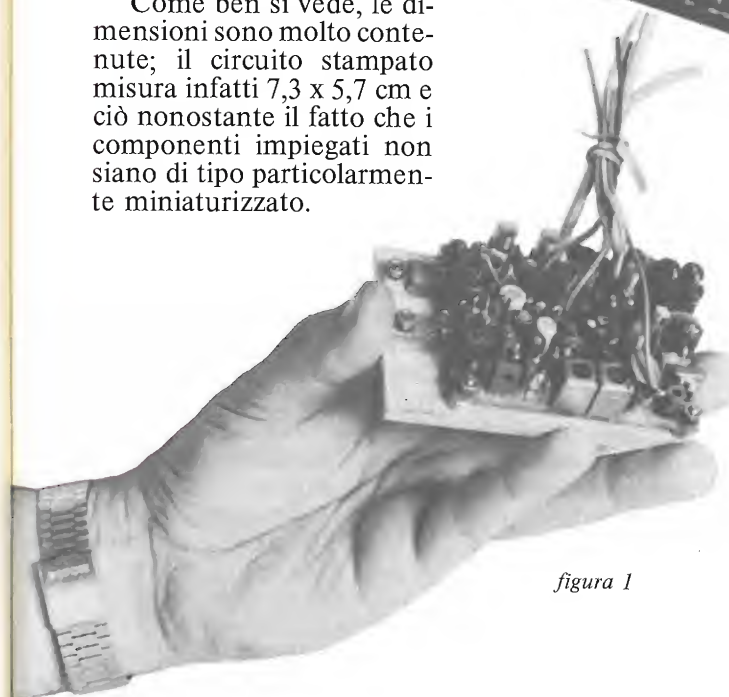 Come ben si vede, le di-
mensioni sono molto conte-
nute; il circuito stampato
misura infatti 7,3 x 5,7 cm e
ciò nonostante il fatto che i
componenti impiegati non
siano di tipo particolarmen-
te miniaturizzato.
figura 1